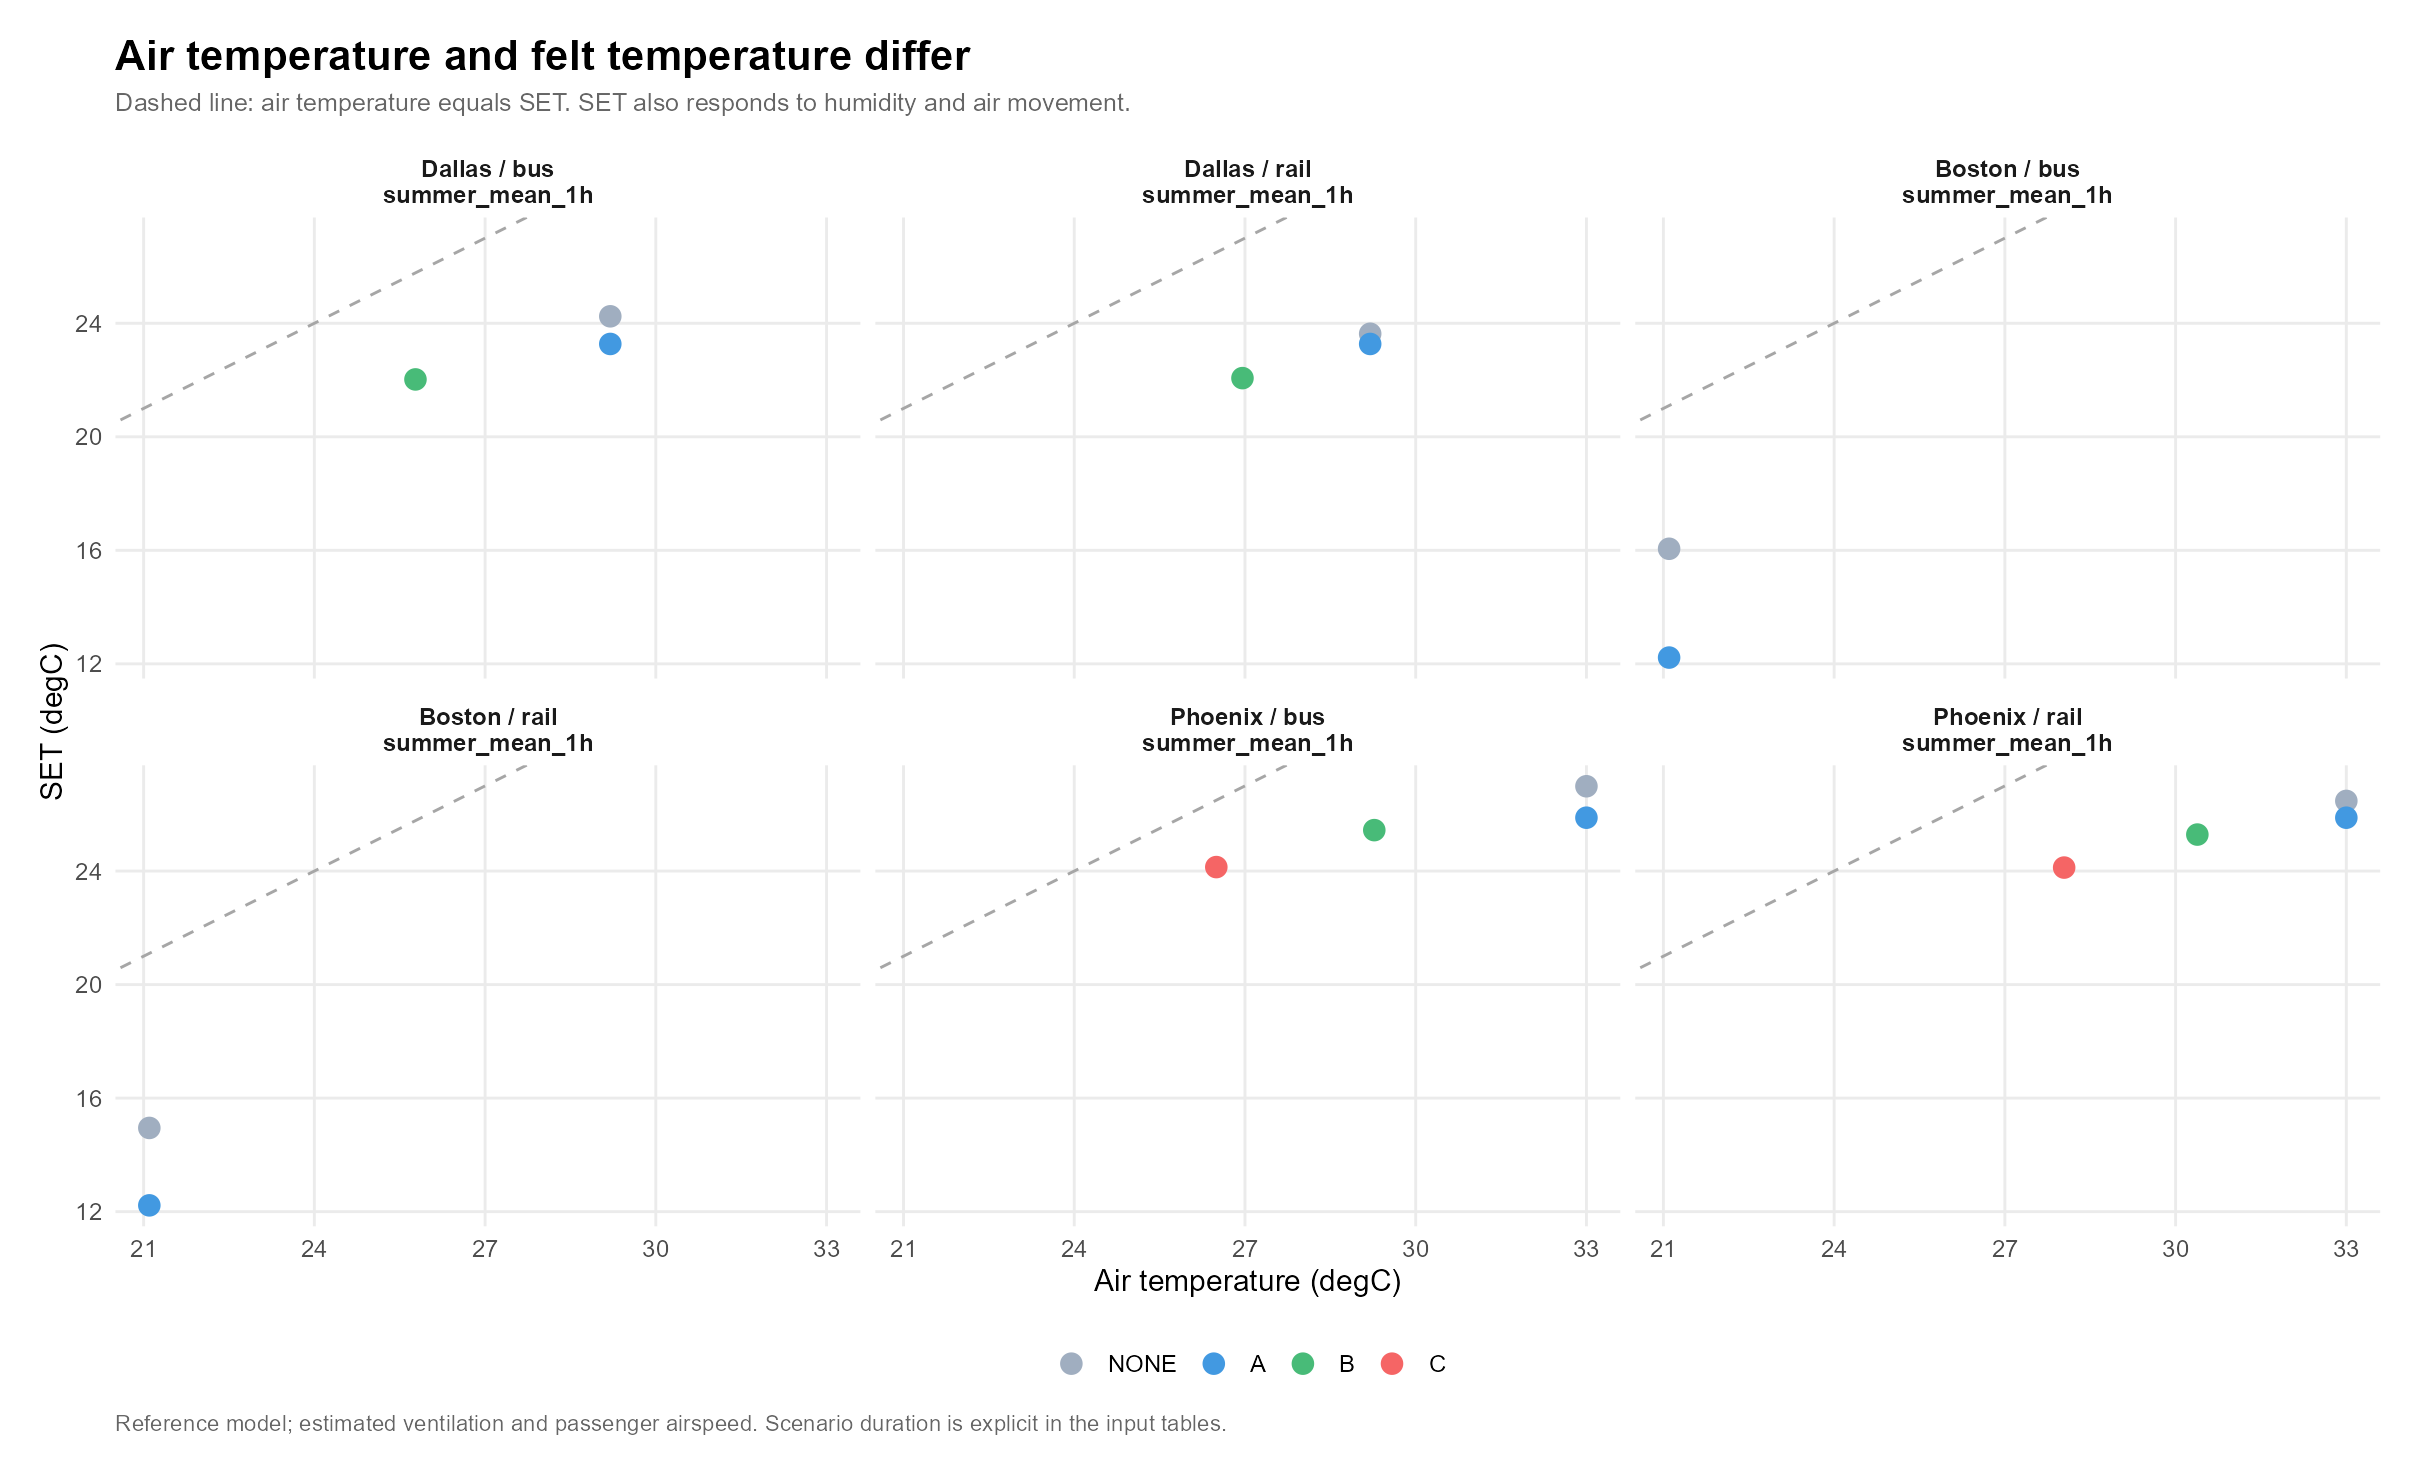 Air temperature and felt temperature differ
Dashed line: air temperature equals SET. SET also responds to humidity and air movement.
Dallas / bus
summer_mean_1h
Dallas / rail
summer_mean_1h
Boston / bus
summer_mean_1h
24
20
16
12
SET (degC)
Boston / rail
summer_mean_1h
Phoenix / bus
summer_mean_1h
Phoenix / rail
summer_mean_1h
24
20
16
12
21 24 27 30 33 21 24 27 30 33 21 24 27 30 33
Air temperature (degC)
NONE A B C
Reference model; estimated ventilation and passenger airspeed. Scenario duration is explicit in the input tables.